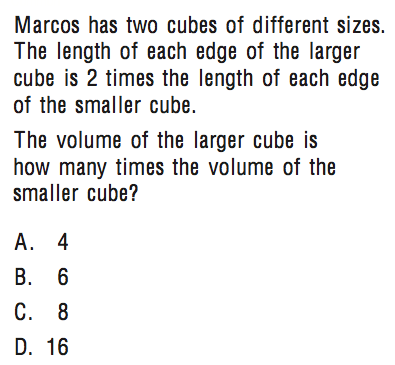 Marcos has two cubes of different sizes.
The length of each edge of the larger
cube is 2 times the length of each edge
of the smaller cube.
The volume of the larger cube is
how many times the volume of the
smaller cube?
A. 4
B. 6
C. 8
D. 16